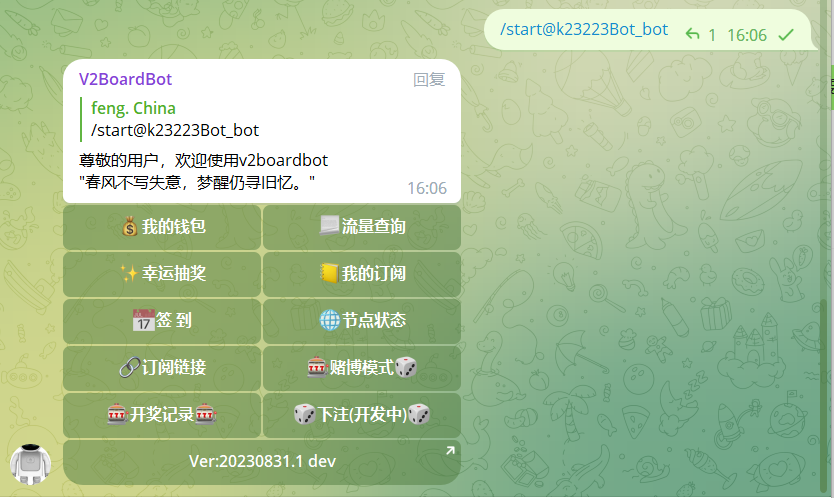 /start@k23223Bot_bot 1 16:06
V2BoardBot 回复
feng. China
/start@k23223Bot_bot
尊敬的用户，欢迎使用v2boardbot
"春风不写失意，梦醒仍寻旧忆。"
16:06
💰我的钱包 📃流量查询
✨幸运抽奖 📒我的订阅
📅签 到 🌐节点状态
🔗订阅链接 🎰赌博模式🎲
🎰开奖记录🎰 🎲下注(开发中)🎲
Ver:20230831.1 dev